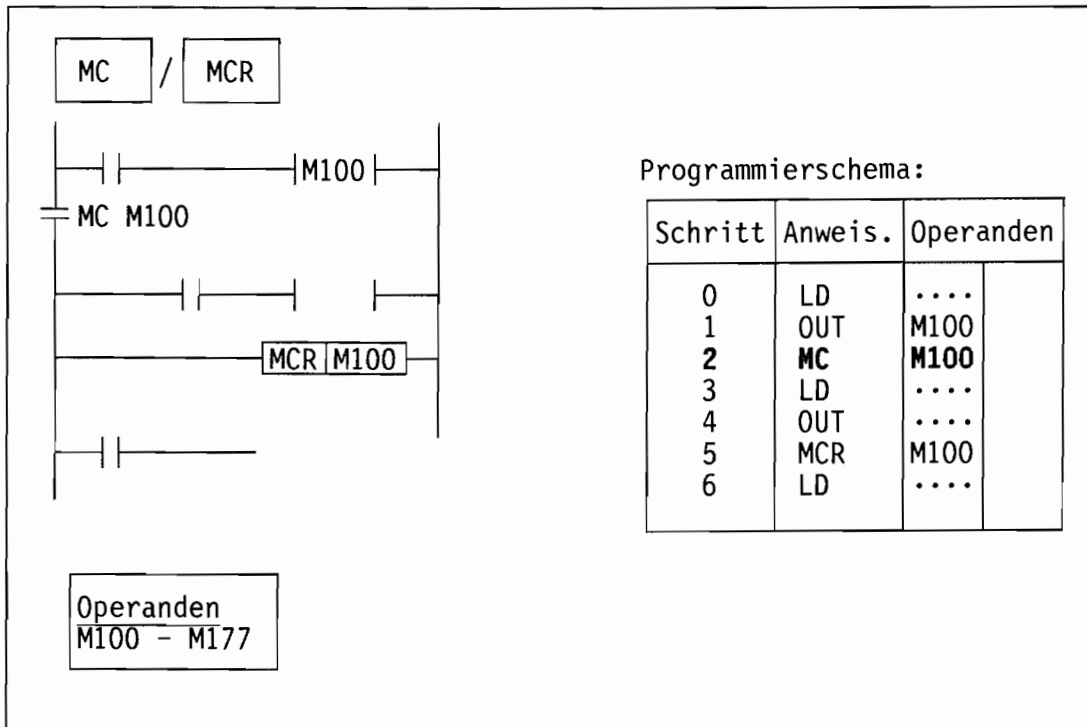 MC / MCR
M100
MC M100
MCR M100
Operanden
M100 - M177
Programmierschema:
Schritt Anweis. Operanden
0 LD ....
1 OUT M100
2 MC M100
3 LD ....
4 OUT ....
5 MCR M100
6 LD ....